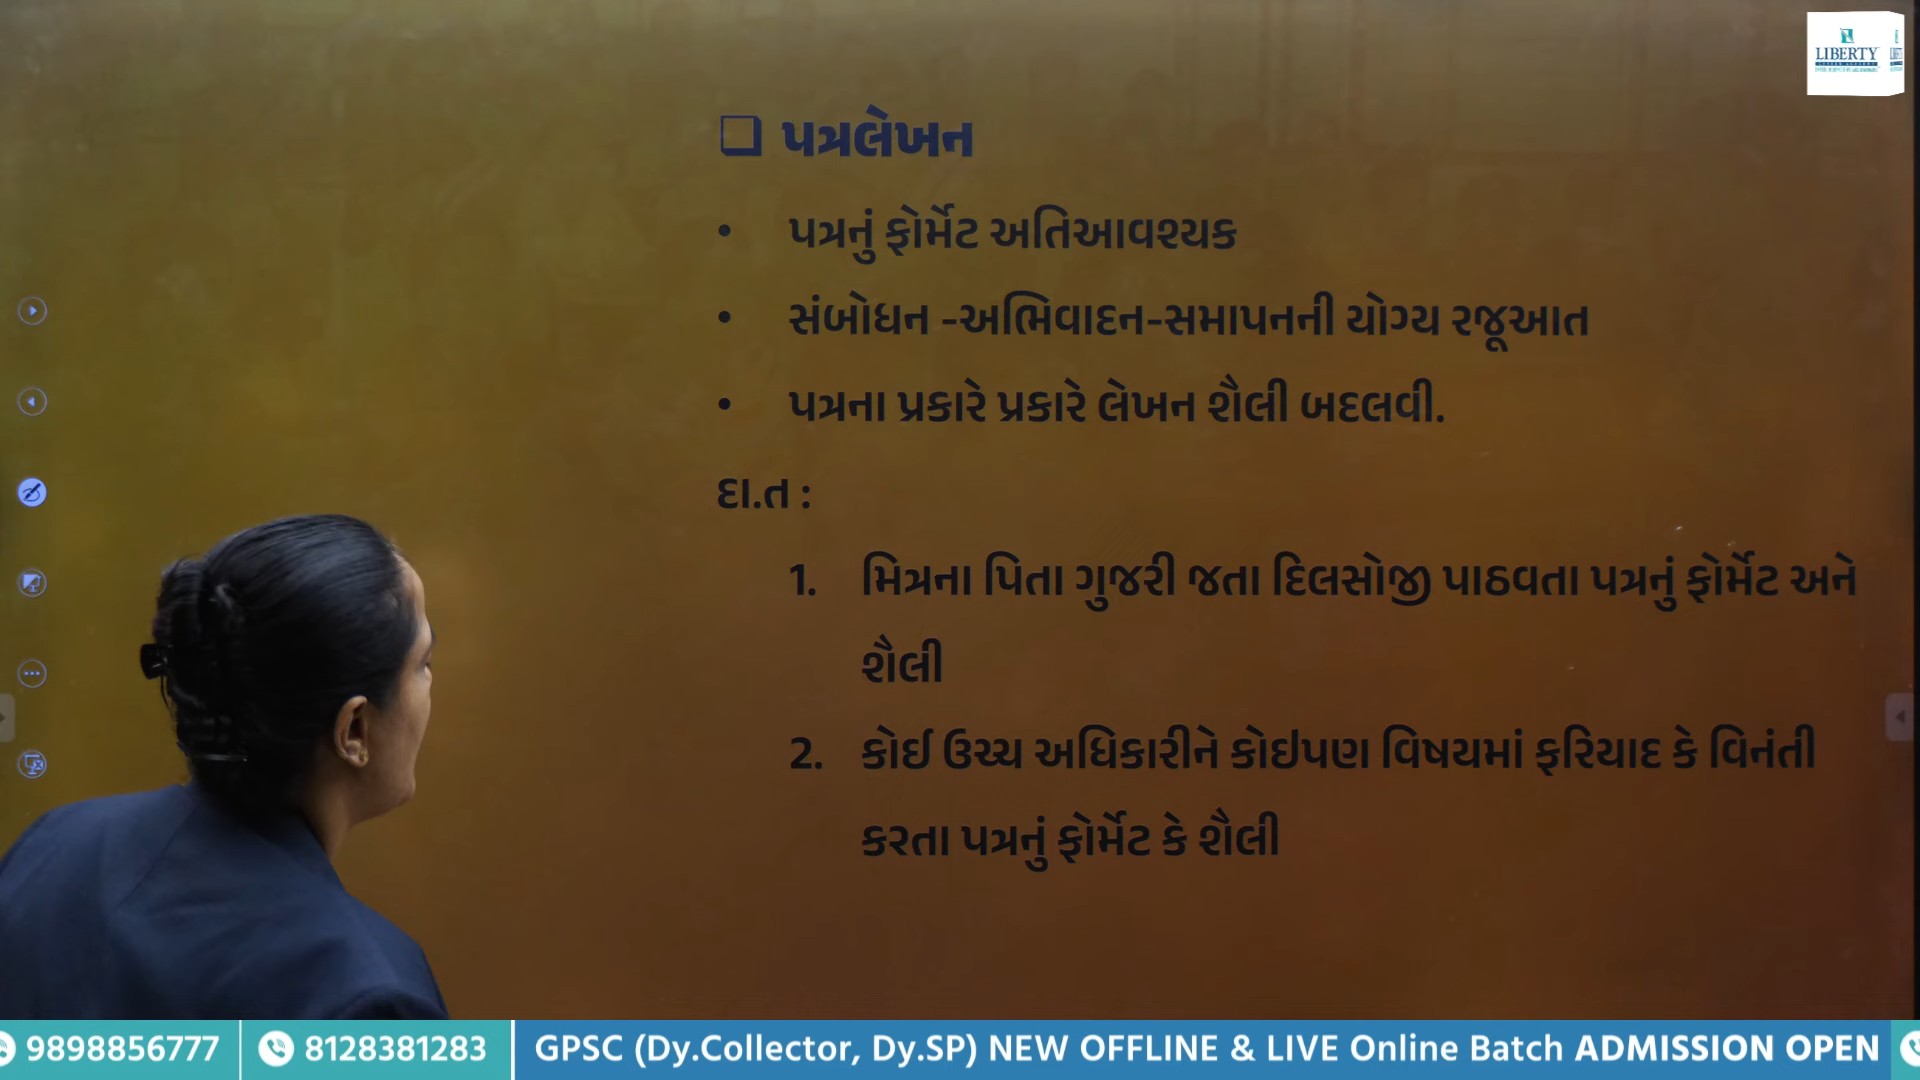 LIBERTY
❑ પત્રલેખન
• પત્રનું ફોર્મેટ અતિઆવશ્યક
• સંબોધન -અભિવાદન-સમાપનની યોગ્ય રજૂઆત
• પત્રના પ્રકારે પ્રકારે લેખન શૈલી બદલવી.
દા.ત :
1. મિત્રના પિતા ગુજરી જતા દિલસોજી પાઠવતા પત્રનું ફોર્મેટ અને
શૈલી
2. કોઈ ઉચ્ચ અધિકારીને કોઇપણ વિષયમાં ફરિયાદ કે વિનંતી
કરતા પત્રનું ફોર્મેટ કે શૈલી
9898856777 8128381283 GPSC (Dy.Collector, Dy.SP) NEW OFFLINE & LIVE Online Batch ADMISSION OPEN